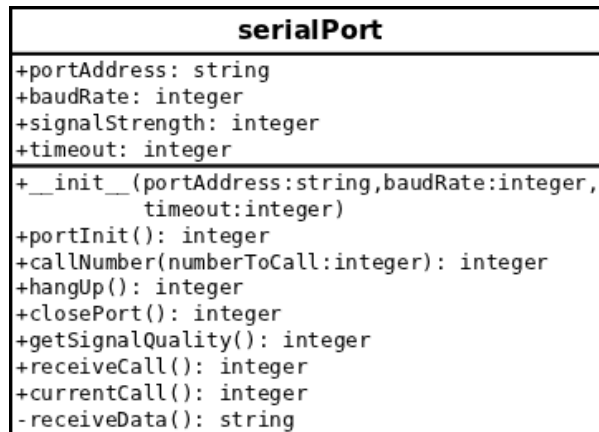 serialPort
+portAddress: string
+baudRate: integer
+signalStrength: integer
+timeout: integer
+__init__(portAddress:string,baudRate:integer,
timeout:integer)
+portInit(): integer
+callNumber(numberToCall:integer): integer
+hangUp(): integer
+closePort(): integer
+getSignalQuality(): integer
+receiveCall(): integer
+currentCall(): integer
-receiveData(): string